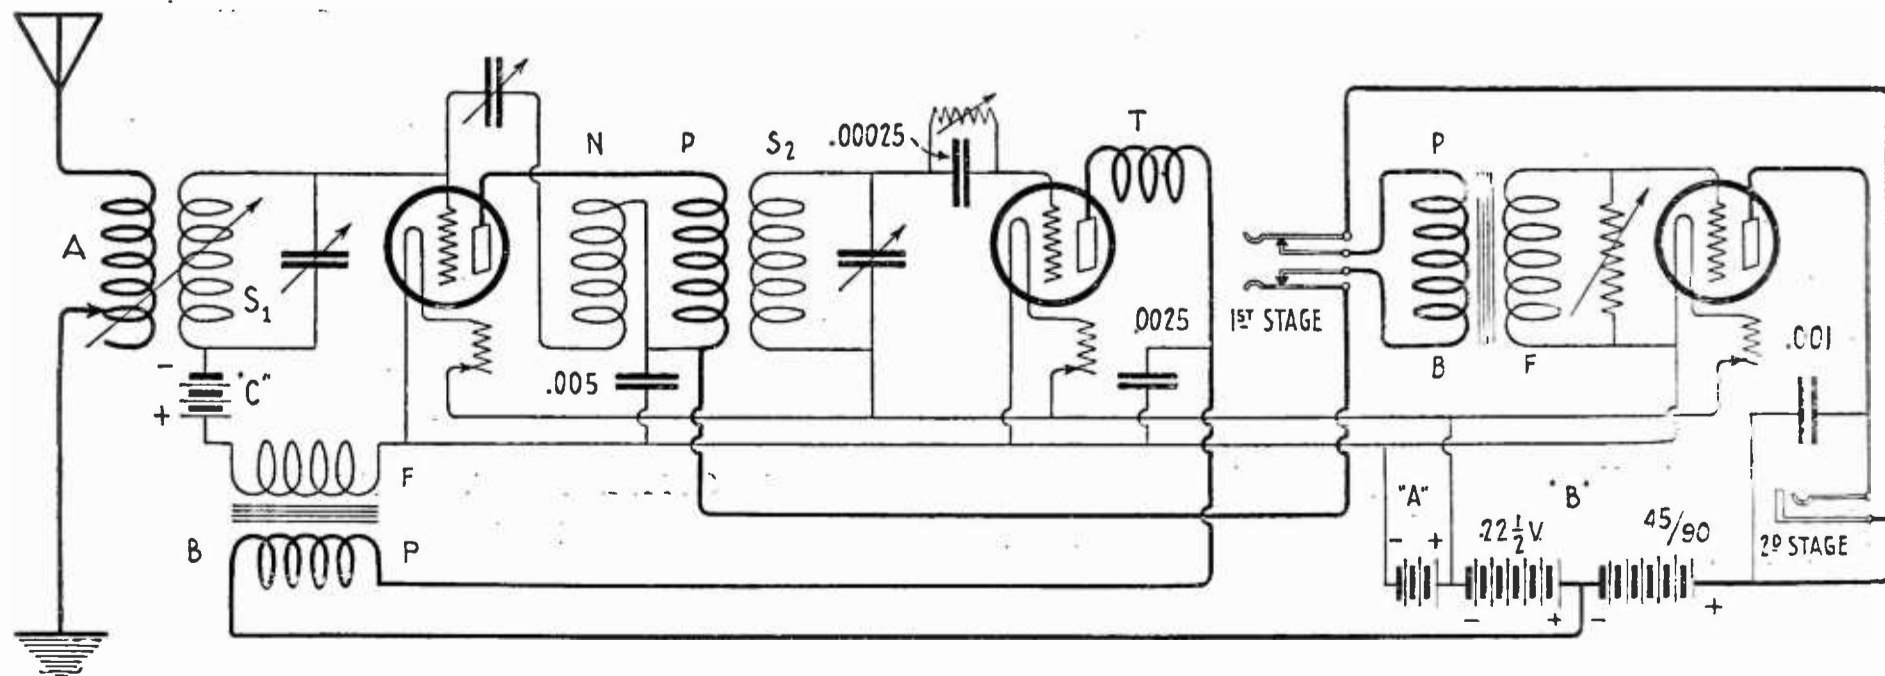 N P S₂ .00025 T P
A S₁
.005 .0025 1ST STAGE B F .001
- "C"
+
F
B P
"A" "B"
- + 22½V. 45/90 2D STAGE
- + - +